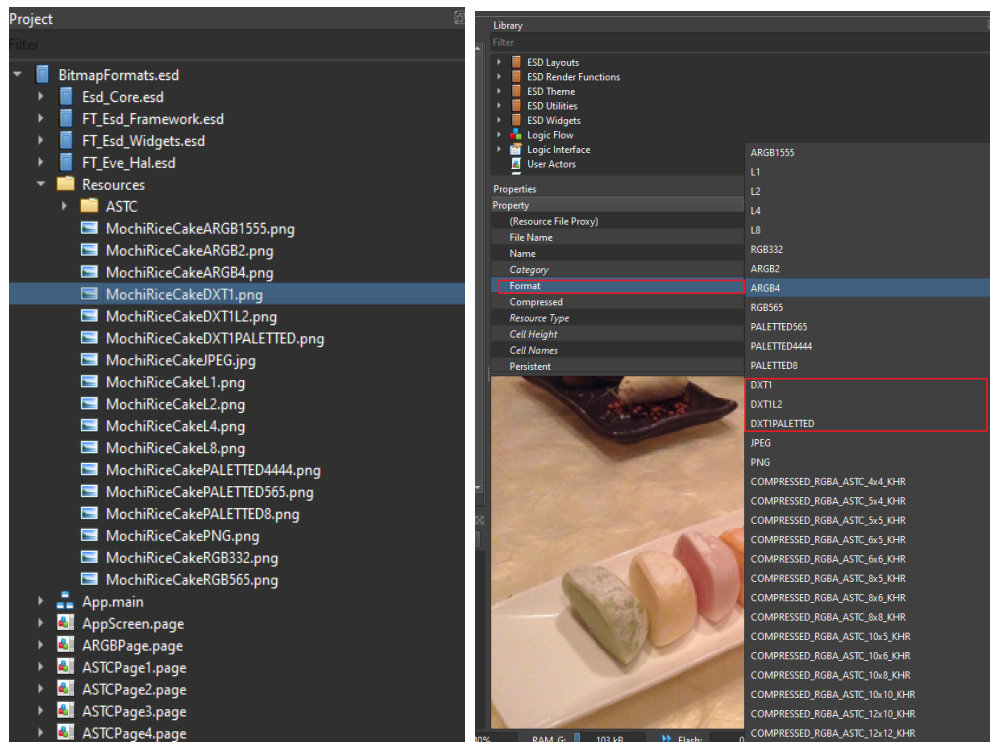 Project
Filter
BitmapFormats.esd
Esd_Core.esd
FT_Esd_Framework.esd
FT_Esd_Widgets.esd
FT_Eve_Hal.esd
Resources
ASTC
MochiRiceCakeARGB1555.png
MochiRiceCakeARGB2.png
MochiRiceCakeARGB4.png
MochiRiceCakeDXT1.png
MochiRiceCakeDXT1L2.png
MochiRiceCakeDXT1PALETTED.png
MochiRiceCakeJPEG.jpg
MochiRiceCakeL1.png
MochiRiceCakeL2.png
MochiRiceCakeL4.png
MochiRiceCakeL8.png
MochiRiceCakePALETTED4444.png
MochiRiceCakePALETTED565.png
MochiRiceCakePALETTED8.png
MochiRiceCakePNG.png
MochiRiceCakeRGB332.png
MochiRiceCakeRGB565.png
App.main
AppScreen.page
ARGBPage.page
ASTCPage1.page
ASTCPage2.page
ASTCPage3.page
ASTCPage4.page
Library
Filter
ESD Layouts
ESD Render Functions
ESD Theme
ESD Utilities
ESD Widgets
Logic Flow
Logic Interface
User Actors
Properties
Property
(Resource File Proxy)
File Name
Name
Category
Format
Compressed
Resource Type
Cell Height
Cell Names
Persistent
ARGB1555
L1
L2
L4
L8
RGB332
ARGB2
ARGB4
RGB565
PALETTED565
PALETTED4444
PALETTED8
DXT1
DXT1L2
DXT1PALETTED
JPEG
PNG
COMPRESSED_RGBA_ASTC_4x4_KHR
COMPRESSED_RGBA_ASTC_5x4_KHR
COMPRESSED_RGBA_ASTC_5x5_KHR
COMPRESSED_RGBA_ASTC_6x5_KHR
COMPRESSED_RGBA_ASTC_6x6_KHR
COMPRESSED_RGBA_ASTC_8x5_KHR
COMPRESSED_RGBA_ASTC_8x6_KHR
COMPRESSED_RGBA_ASTC_8x8_KHR
COMPRESSED_RGBA_ASTC_10x5_KHR
COMPRESSED_RGBA_ASTC_10x6_KHR
COMPRESSED_RGBA_ASTC_10x8_KHR
COMPRESSED_RGBA_ASTC_10x10_KHR
COMPRESSED_RGBA_ASTC_12x10_KHR
COMPRESSED_RGBA_ASTC_12x12_KHR
RAM_G: 103 kB Flash: 0